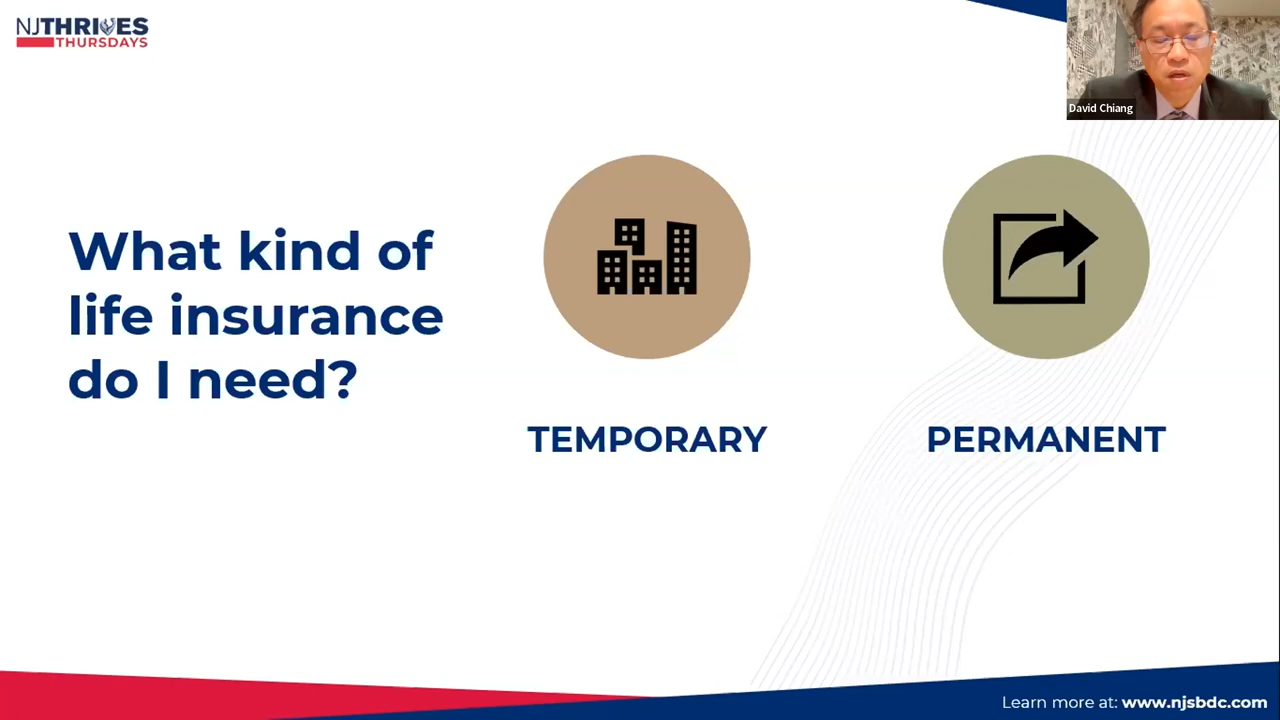 NJTHRIVES
THURSDAYS
David Chiang
What kind of
life insurance
do I need?
TEMPORARY
PERMANENT
Learn more at: www.njsbdc.com